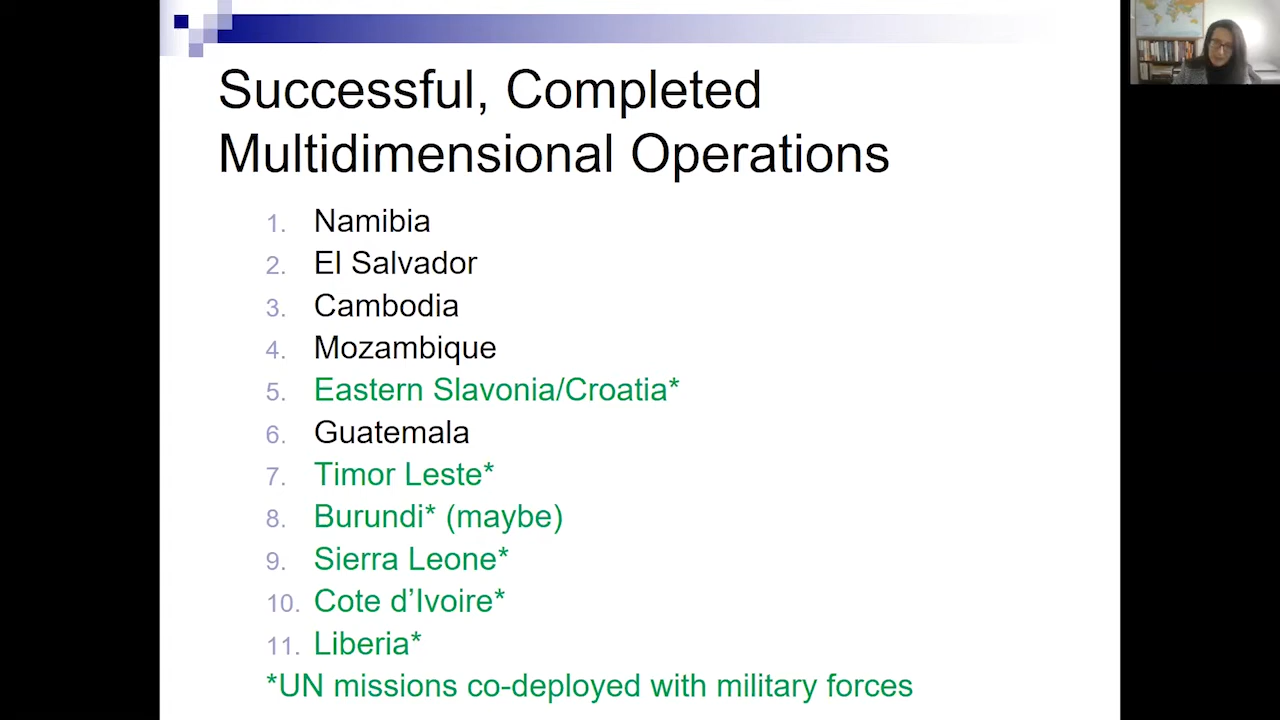 Successful, Completed
Multidimensional Operations
1. Namibia
2. El Salvador
3. Cambodia
4. Mozambique
5. Eastern Slavonia/Croatia*
6. Guatemala
7. Timor Leste*
8. Burundi* (maybe)
9. Sierra Leone*
10. Cote d’Ivoire*
11. Liberia*
*UN missions co-deployed with military forces